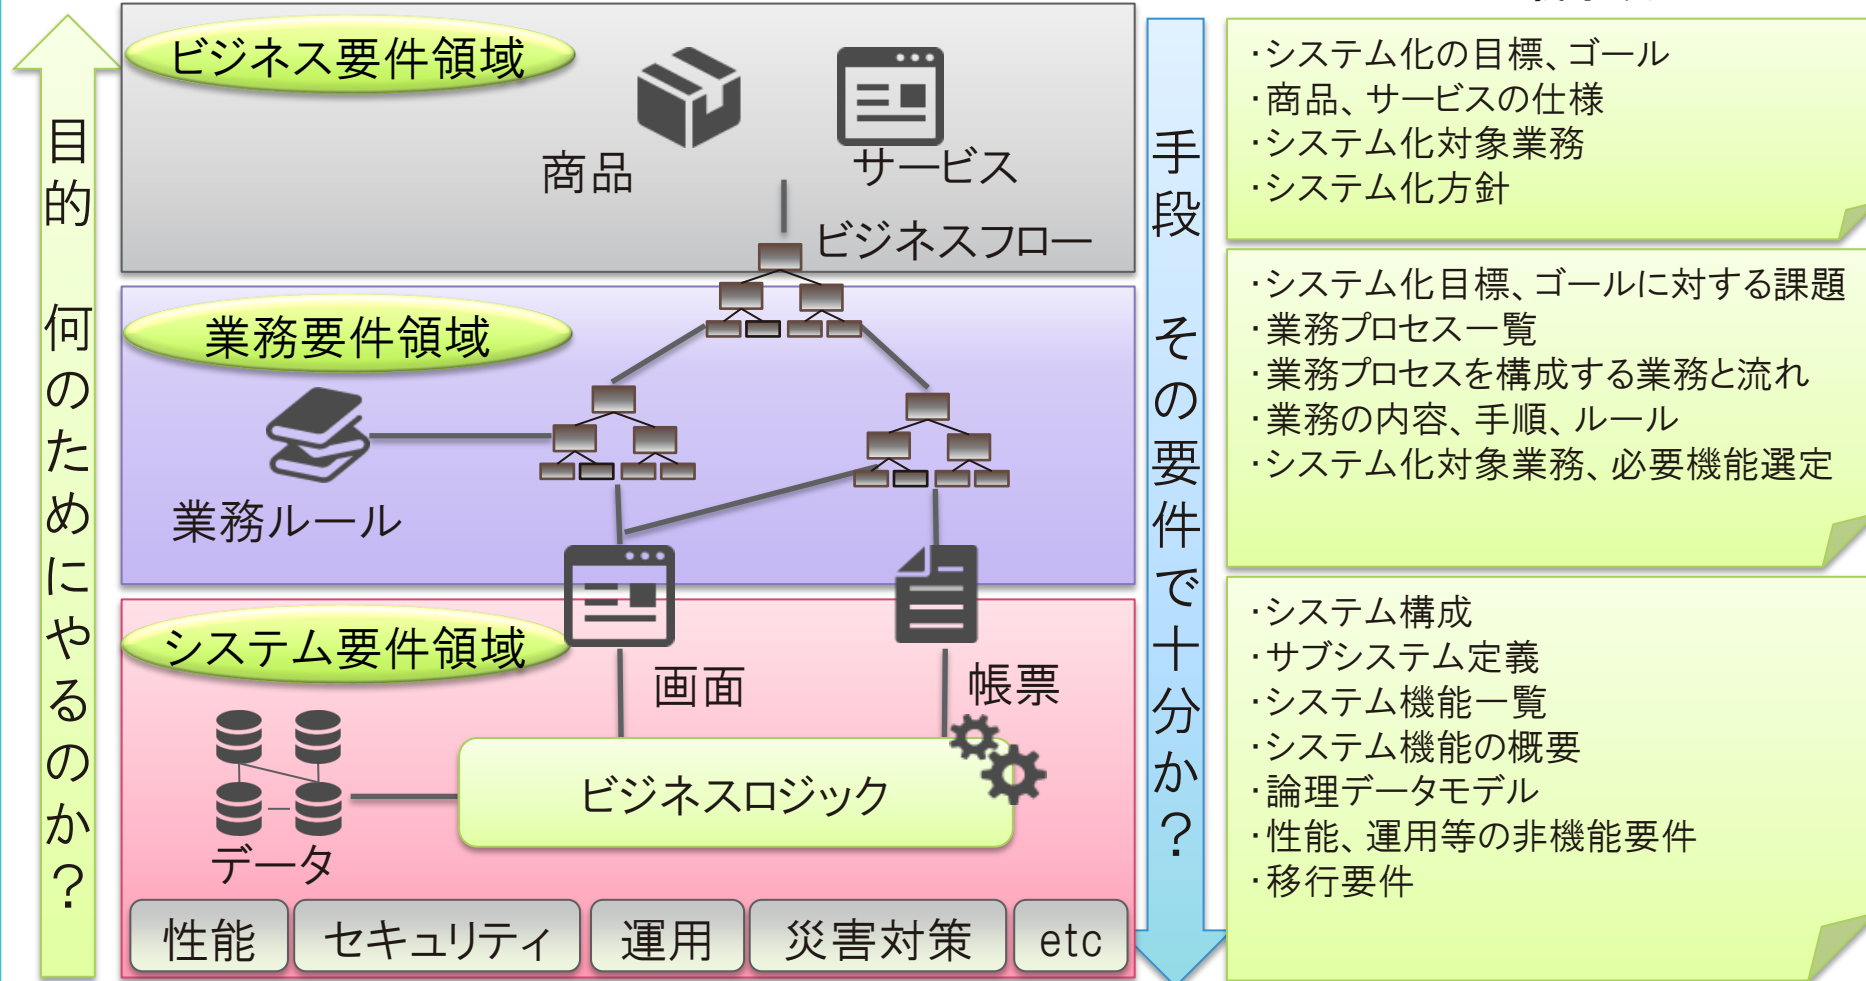 目的 何のためにやるのか?
ビジネス要件領域
商品
サービス
ビジネスフロー
業務要件領域
業務ルール
システム要件領域
画面
帳票
ビジネスロジック
データ
性能
セキュリティ
運用
災害対策
etc
手段 その要件で十分か?
・システム化の目標、ゴール
・商品、サービスの仕様
・システム化対象業務
・システム化方針
・システム化目標、ゴールに対する課題
・業務プロセス一覧
・業務プロセスを構成する業務と流れ
・業務の内容、手順、ルール
・システム化対象業務、必要機能選定
・システム構成
・サブシステム定義
・システム機能一覧
・システム機能の概要
・論理データモデル
・性能、運用等の非機能要件
・移行要件